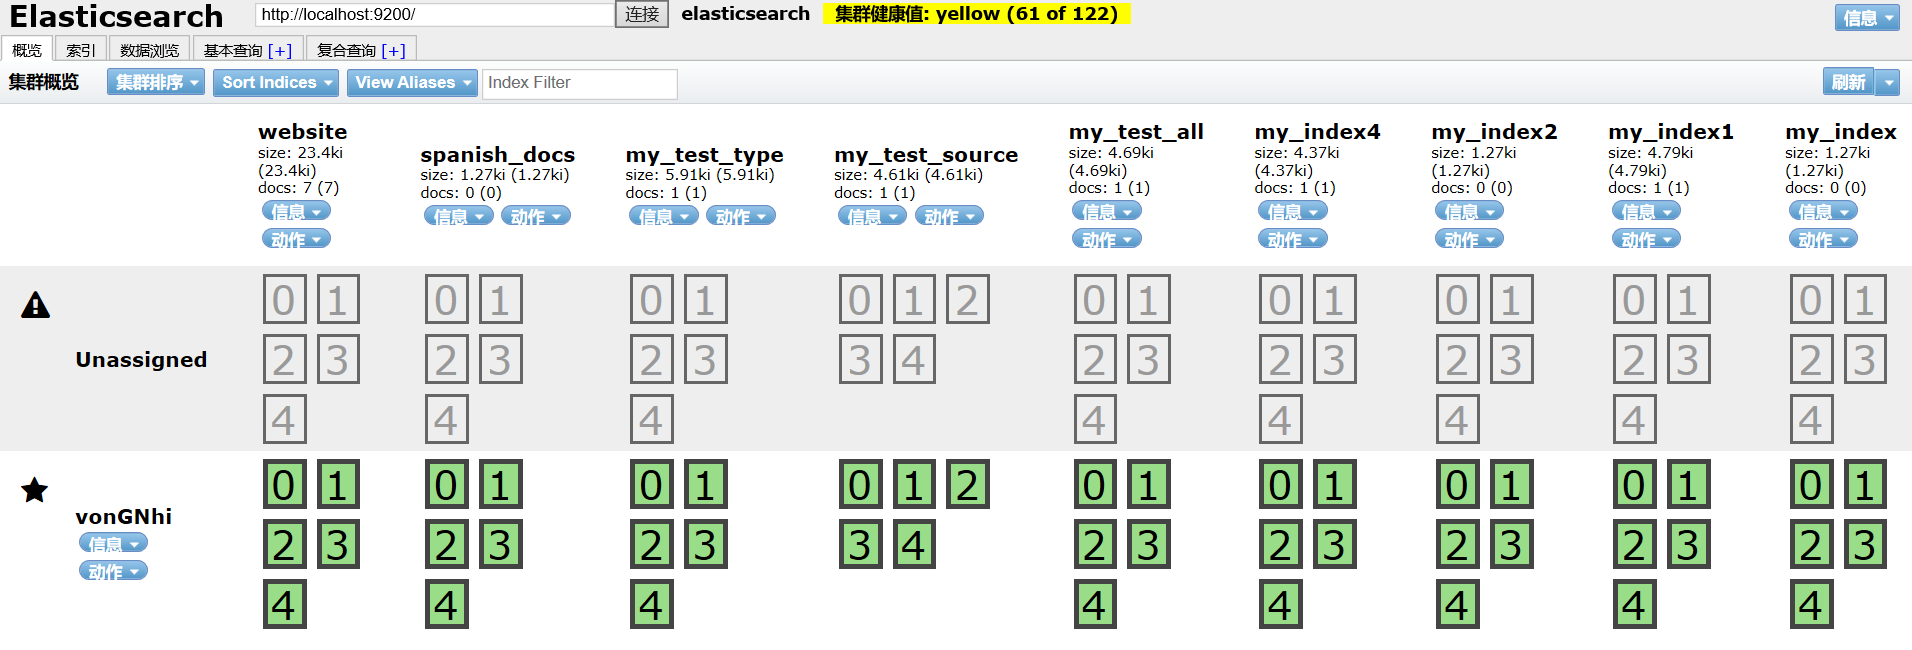 Elasticsearch http://localhost:9200/ 连接 elasticsearch 集群健康值: yellow (61 of 122) 信息
概览 索引 数据浏览 基本查询 [+] 复合查询 [+]
集群概览 集群排序 Sort Indices View Aliases Index Filter 刷新
website
size: 23.4ki
(23.4ki)
docs: 7 (7)
信息
动作
spanish_docs
size: 1.27ki (1.27ki)
docs: 0 (0)
信息 动作
my_test_type
size: 5.91ki (5.91ki)
docs: 1 (1)
信息 动作
my_test_source
size: 4.61ki (4.61ki)
docs: 1 (1)
信息 动作
my_test_all
size: 4.69ki
(4.69ki)
docs: 1 (1)
信息
动作
my_index4
size: 4.37ki
(4.37ki)
docs: 1 (1)
信息
动作
my_index2
size: 1.27ki
(1.27ki)
docs: 0 (0)
信息
动作
my_index1
size: 4.79ki
(4.79ki)
docs: 1 (1)
信息
动作
my_index
size: 1.27ki
(1.27ki)
docs: 0 (0)
信息
动作
Unassigned
0 1 0 1 0 1 0 1 2 0 1 0 1 0 1 0 1 0 1
2 3 2 3 2 3 3 4 2 3 2 3 2 3 2 3 2 3
4 4 4 4 4 4 4 4
vonGNhi
信息
动作
0 1 0 1 0 1 0 1 2 0 1 0 1 0 1 0 1 0 1
2 3 2 3 2 3 3 4 2 3 2 3 2 3 2 3 2 3
4 4 4 4 4 4 4 4